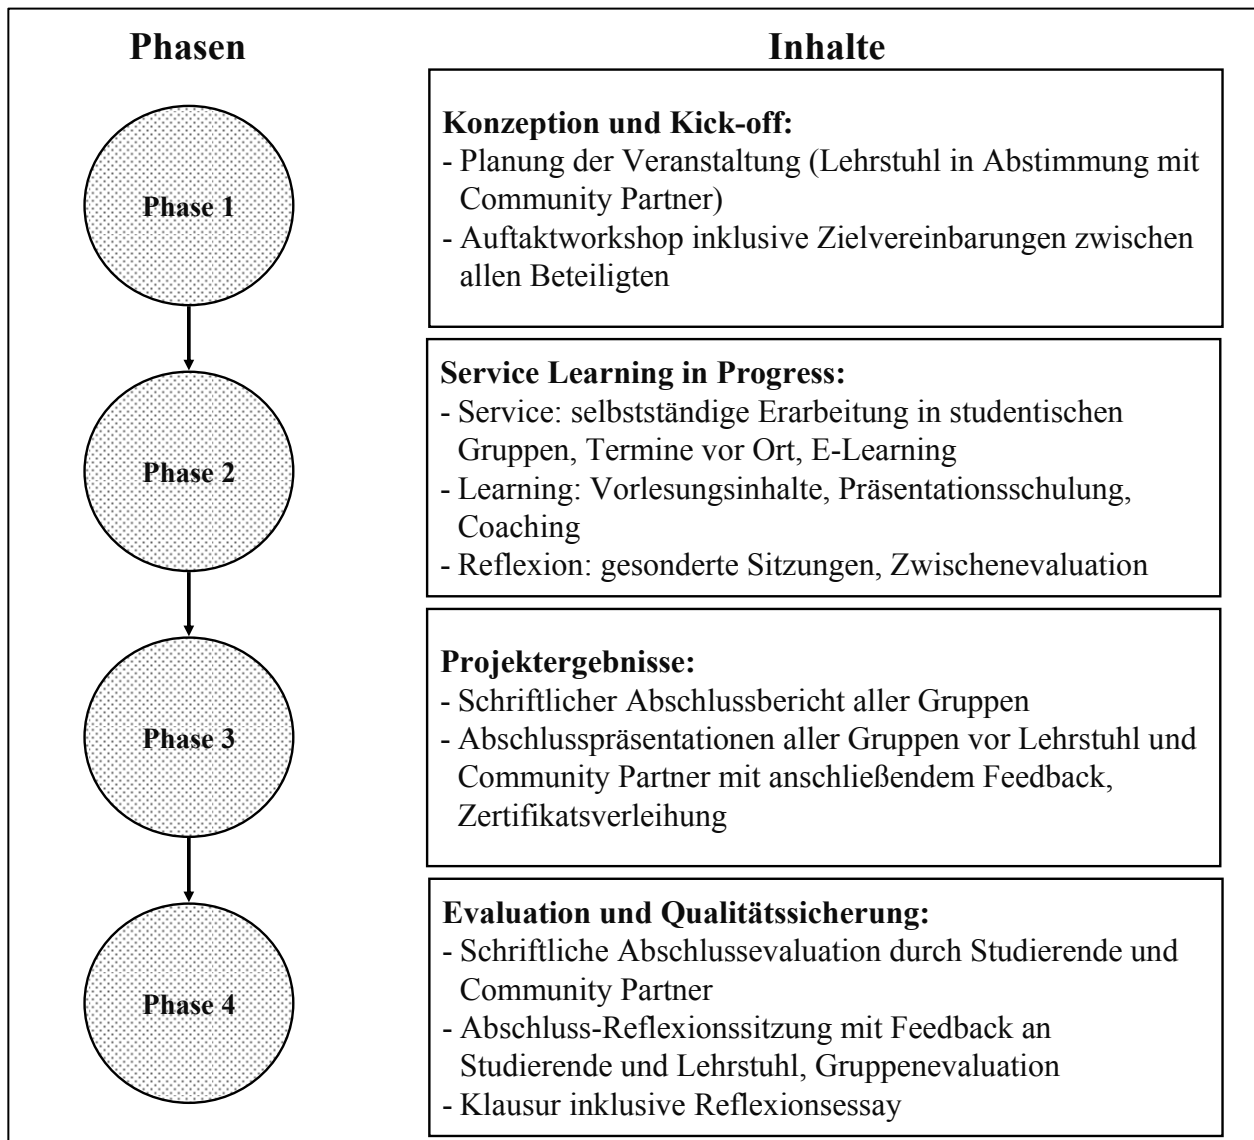 Phasen
Inhalte
Phase 1
Konzeption und Kick-off:
- Planung der Veranstaltung (Lehrstuhl in Abstimmung mit
Community Partner)
- Auftaktworkshop inklusive Zielvereinbarungen zwischen
allen Beteiligten
Phase 2
Service Learning in Progress:
- Service: selbstständige Erarbeitung in studentischen
Gruppen, Termine vor Ort, E-Learning
- Learning: Vorlesungsinhalte, Präsentationsschulung,
Coaching
- Reflexion: gesonderte Sitzungen, Zwischenevaluation
Phase 3
Projektergebnisse:
- Schriftlicher Abschlussbericht aller Gruppen
- Abschlusspräsentationen aller Gruppen vor Lehrstuhl und
Community Partner mit anschließendem Feedback,
Zertifikatsverleihung
Phase 4
Evaluation und Qualitätssicherung:
- Schriftliche Abschlussevaluation durch Studierende und
Community Partner
- Abschluss-Reflexionssitzung mit Feedback an
Studierende und Lehrstuhl, Gruppenevaluation
- Klausur inklusive Reflexionsessay